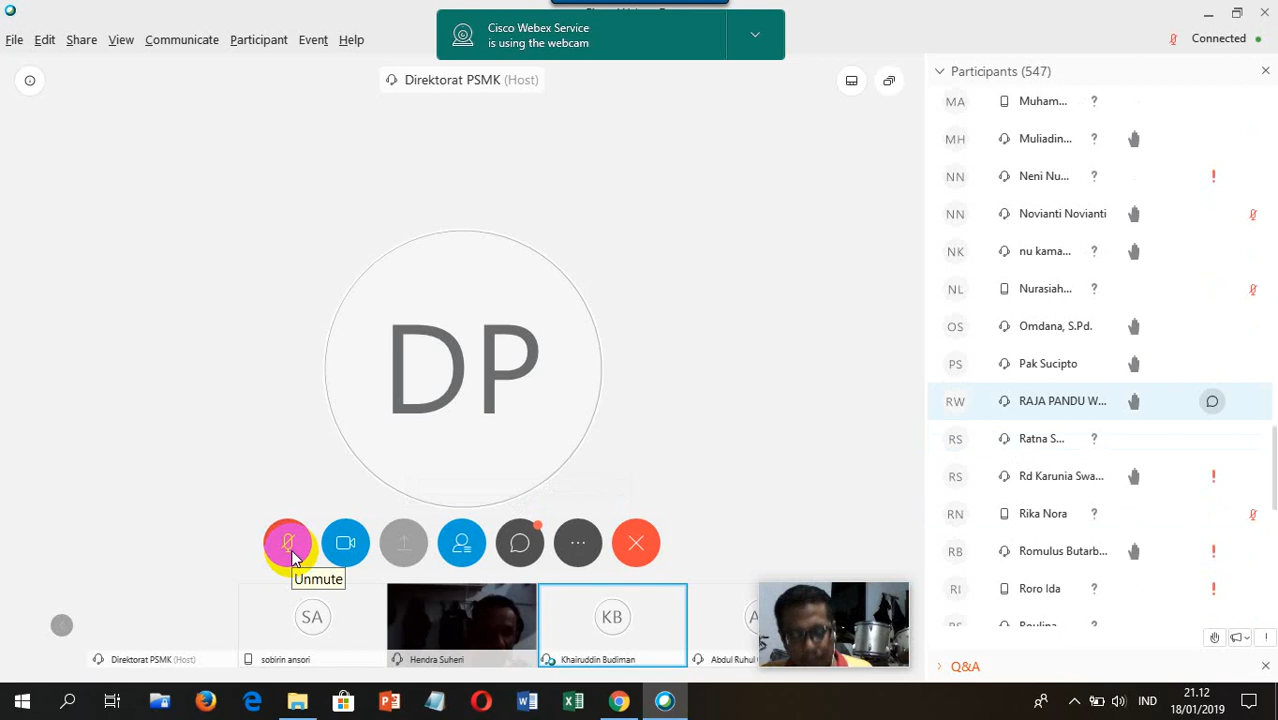 Cisco Webex Service
is using the webcam
File Edit Share View Communicate Participant Event Help
Connected
Direktorat PSMK (Host)
DP
Unmute
SA
KB
A
Direktorat PSMK (Host)
sobirin ansori
Hendra Suheri
Khairuddin Budiman
Abdul Ruhul
Participants (547)
MA Muham... ?
MH Muliadin...
NN Neni Nu... ?
NN Novianti Novianti
NK nu kama... ?
NL Nurasiah... ?
OS Omdana, S.Pd.
PS Pak Sucipto
RW RAJA PANDU W...
RS Ratna S... ?
RS Rd Karunia Swa...
RN Rika Nora
RB Romulus Butarb...
RI Roro Ida
Q&A
IND
21.12
18/01/2019